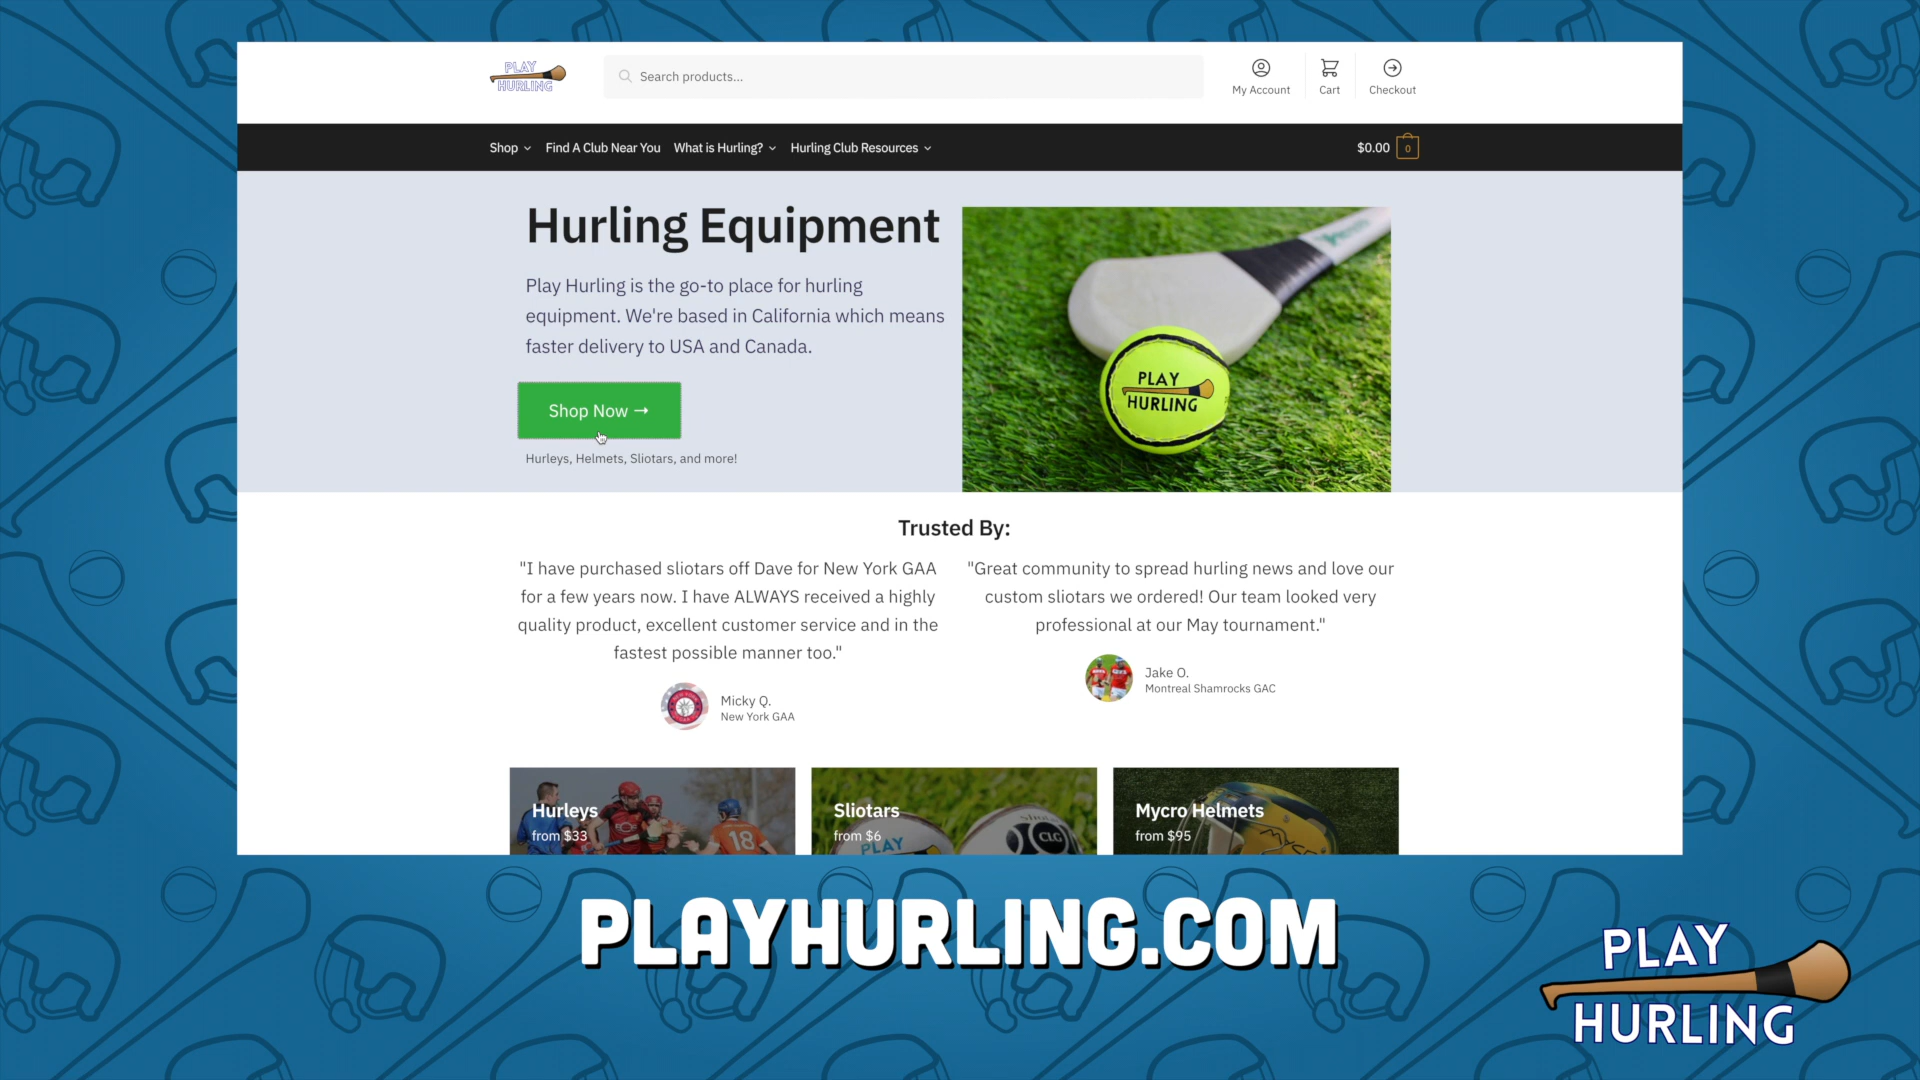 PLAY
HURLING
Search products...
My Account
Cart
Checkout
Shop
Find A Club Near You
What is Hurling?
Hurling Club Resources
$0.00
0
Hurling Equipment
Play Hurling is the go-to place for hurling
equipment. We're based in California which means
faster delivery to USA and Canada.
Shop Now →
Hurleys, Helmets, Sliotars, and more!
PLAY
HURLING
Trusted By:
"I have purchased sliotars off Dave for New York GAA
for a few years now. I have ALWAYS received a highly
quality product, excellent customer service and in the
fastest possible manner too."
Micky Q.
New York GAA
"Great community to spread hurling news and love our
custom sliotars we ordered! Our team looked very
professional at our May tournament."
Jake O.
Montreal Shamrocks GAC
Hurleys
from $33
18
Sliotars
from $6
PLAY
CLG
Mycro Helmets
from $95
PLAYHURLING.COM
PLAY
HURLING